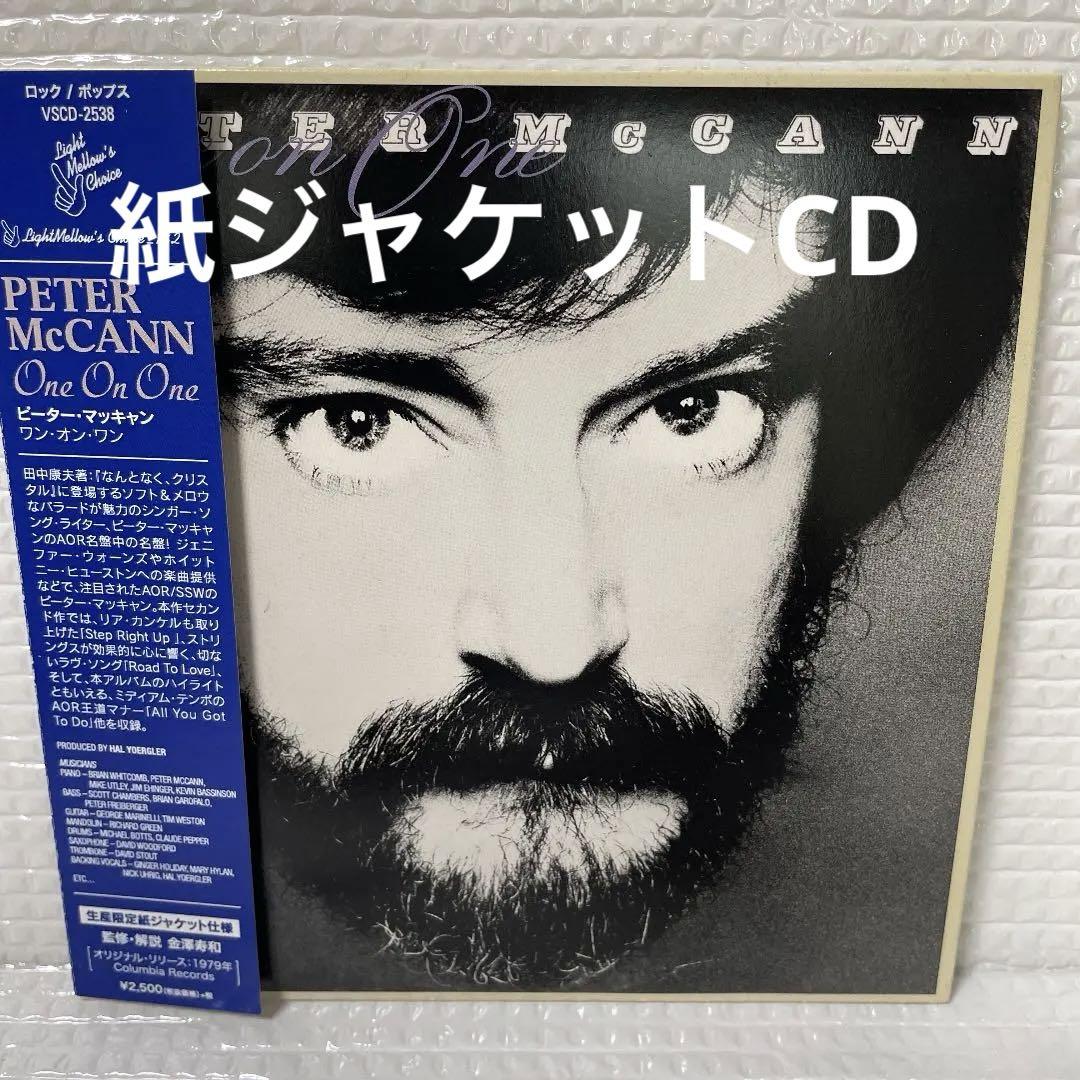 ロック / ポップス
VSCD-2538
Light Mellow's Choice
LightMellow's
PETER
McCANN
One On One
ピーター・マッキャン
ワン・オン・ワン
田中康夫著:『なんとなく、クリス
タル』に登場するソフト&メロウ
なバラードが魅力のシンガー・ソ
ング・ライター、ピーター・マッキャ
ンのAOR名盤中の名盤! ジェニ
ファー・ウォーンズやホイット
ニー・ヒューストンへの楽曲提供
などで、注目されたAOR/SSWの
ピーター・マッキャン。本作セカン
ド作では、リア・カンケルも取り
上げた「Step Right Up 」、ストリ
ングスが効果的に心に響く、切な
いラヴ・ソング「Road To Love」、
そして、本アルバムのハイライト
ともいえる、ミディアム・テンポの
AOR王道マナー「All You Got
To Do」他を収録。
PRODUCED BY HAL YOERGLER
MUSICIANS
PIANO – BRIAN WHITCOMB, PETER MCCANN,
MIKE UTLEY, JIM EHINGER, KEVIN BASSINSON
BASS – SCOTT CHAMBERS, BRIAN GAROFALO,
PETER FREIBERGER
GUITAR – GEORGE MARINELLI, TIM WESTON
MANDOLIN – RICHARD GREEN
DRUMS – MICHAEL BOTTS, CLAUDE PEPPER
SAXOPHONE – DAVID WOODFORD
TROMBONE – DAVID STOUT
BACKING VOCALS – GINGER HOLIDAY, MARY HYLAN,
NICK UHRIG, HAL YOERGLER
ETC...
生産限定紙ジャケット仕様
監修・解説 金澤寿和
[オリジナル・リリース:1979年
Columbia Records]
¥2,500(税抜価格)+税
TER McCANN
on One
紙ジャケットCD